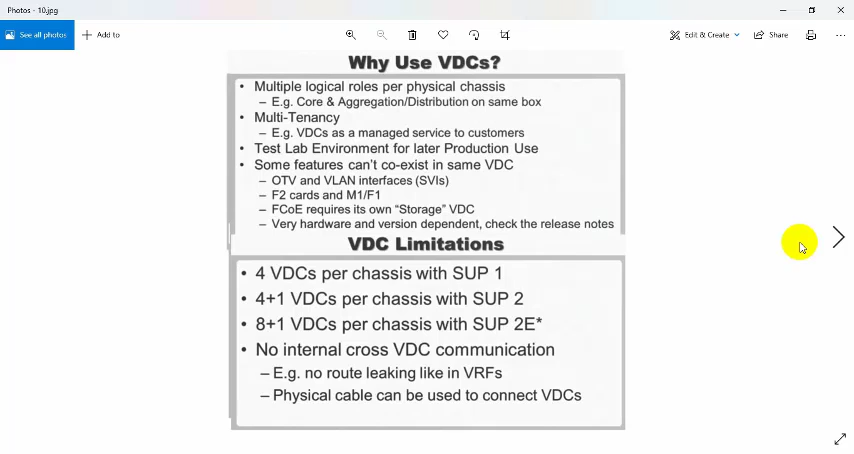 Photos - 10.jpg
See all photos
Add to
Edit & Create
Share
Why Use VDCs?
• Multiple logical roles per physical chassis
– E.g. Core & Aggregation/Distribution on same box
• Multi-Tenancy
– E.g. VDCs as a managed service to customers
• Test Lab Environment for later Production Use
• Some features can't co-exist in same VDC
– OTV and VLAN interfaces (SVIs)
– F2 cards and M1/F1
– FCoE requires its own “Storage” VDC
– Very hardware and version dependent, check the release notes
VDC Limitations
• 4 VDCs per chassis with SUP 1
• 4+1 VDCs per chassis with SUP 2
• 8+1 VDCs per chassis with SUP 2E*
• No internal cross VDC communication
– E.g. no route leaking like in VRFs
– Physical cable can be used to connect VDCs